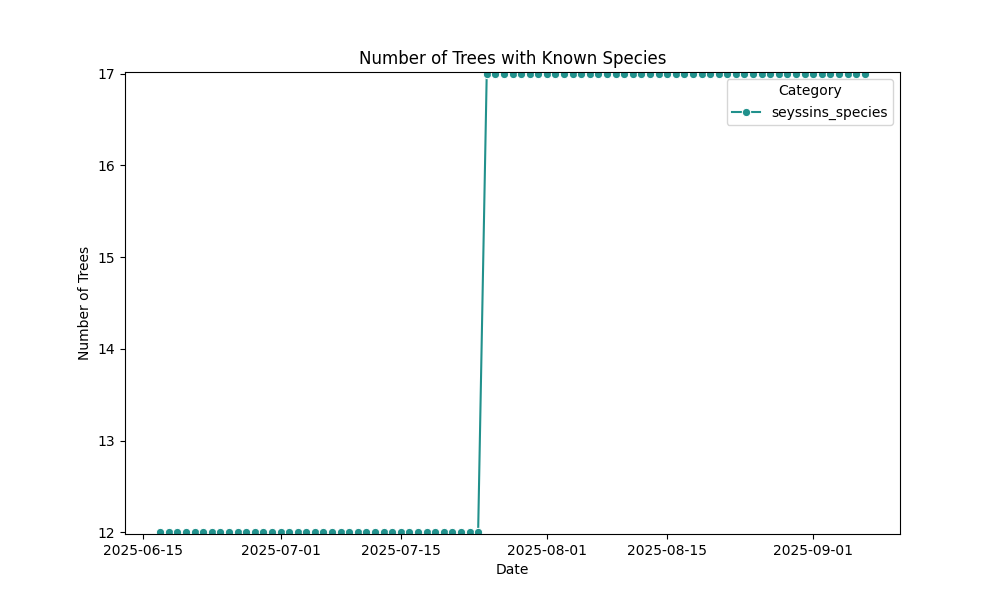 Number of Trees with Known Species
Number of Trees
17
16
15
14
13
12
Category
seyssins_species
2025-06-15
2025-07-01
2025-07-15
2025-08-01
2025-08-15
2025-09-01
Date